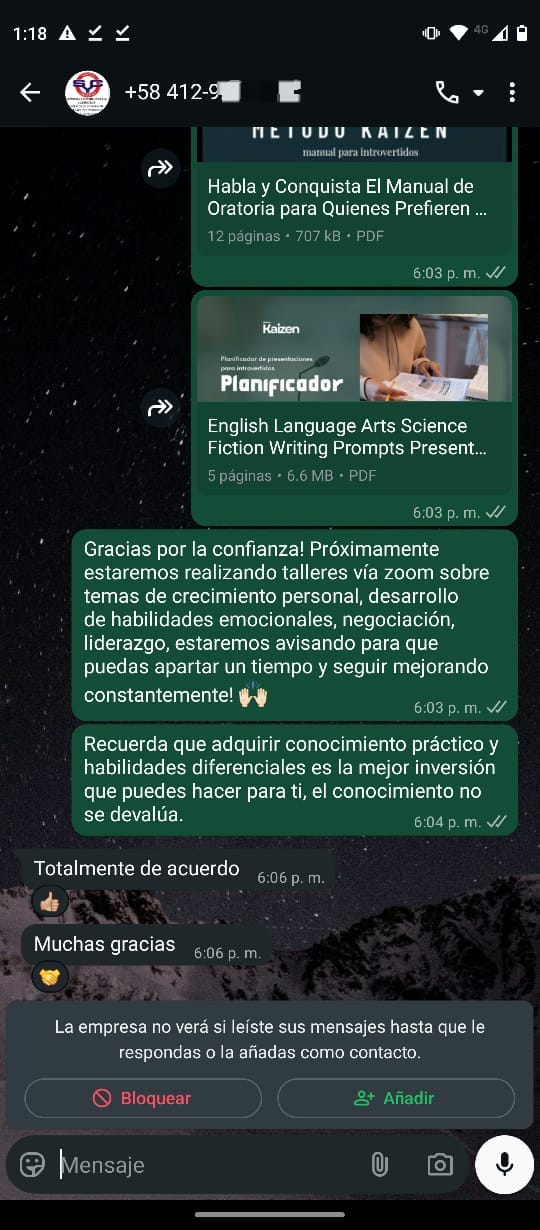 1:18
4G
+58 412-9
METODO KAIZEN
manual para introvertidos
Habla y Conquista El Manual de
Oratoria para Quienes Prefieren ...
12 páginas • 707 kB • PDF
6:03 p. m.
Kaizen
Planificador de presentaciones
para introvertidos
Planificador
English Language Arts Science
Fiction Writing Prompts Present...
5 páginas • 6.6 MB • PDF
6:03 p. m.
Gracias por la confianza! Próximamente
estaremos realizando talleres vía zoom sobre
temas de crecimiento personal, desarrollo
de habilidades emocionales, negociación,
liderazgo, estaremos avisando para que
puedas apartar un tiempo y seguir mejorando
constantemente! 🙌🏻
6:03 p. m.
Recuerda que adquirir conocimiento práctico y
habilidades diferenciales es la mejor inversión
que puedes hacer para ti, el conocimiento no
se devalúa.
6:04 p. m.
Totalmente de acuerdo
6:06 p. m.
Muchas gracias
6:06 p. m.
La empresa no verá si leíste sus mensajes hasta que le
respondas o la añadas como contacto.
Bloquear
Añadir
Mensaje